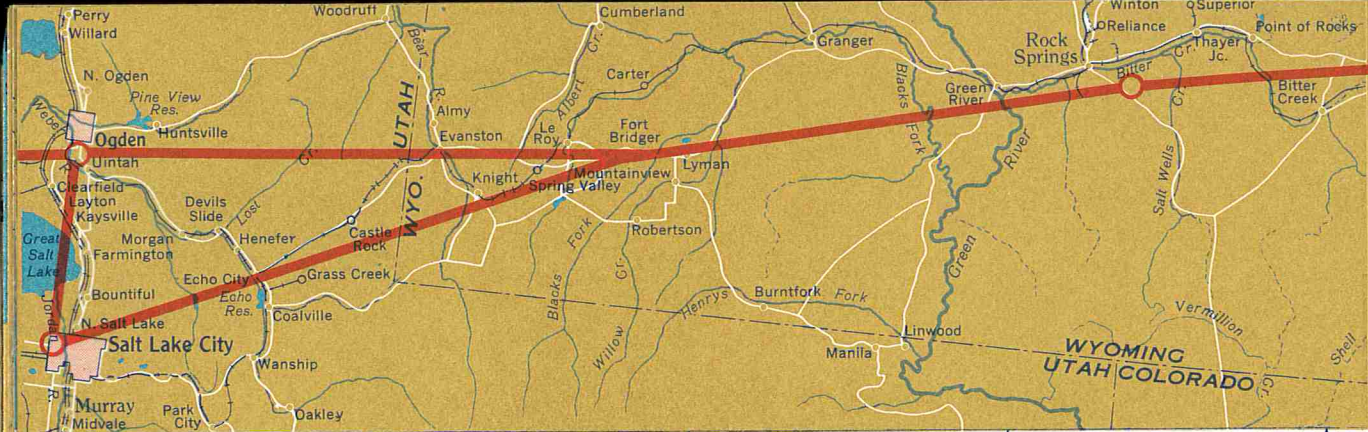 Perry
Willard
Woodruff
Cumberland
Winton
Superior
Reliance
Point of Rocks
Thayer
Jc.
Rock
Springs
Granger
Bear
R.
Cr.
N. Ogden
Pine View
Res.
Weber
R.
Ogden
Huntsville
Uintah
UTAH
WYO.
Almy
Evanston
Albert
Carter
Le
Roy
Fort
Bridger
Blacks
Fork
Green
River
Bitter
Cr.
Bitter
Creek
River
Cr.
Knight
Spring Valley
Mountainview
Lyman
Clearfield
Layton
Kaysville
Devils
Slide
Lost
Cr.
Salt Wells
Great
Salt
Lake
Morgan
Farmington
Henefer
Castle
Rock
Fork
Robertson
Green
Echo City
Grass Creek
Blacks
Cr.
Echo
Res.
Bountiful
Jordan
Coalville
Henrys
Burntfork
Fork
N. Salt Lake
Salt Lake City
Willow
Linwood
Manila
Vermillion
Cr.
Shell
WYOMING
UTAH
COLORADO
Wanship
R.
Murray
Midvale
Park
City
Oakley